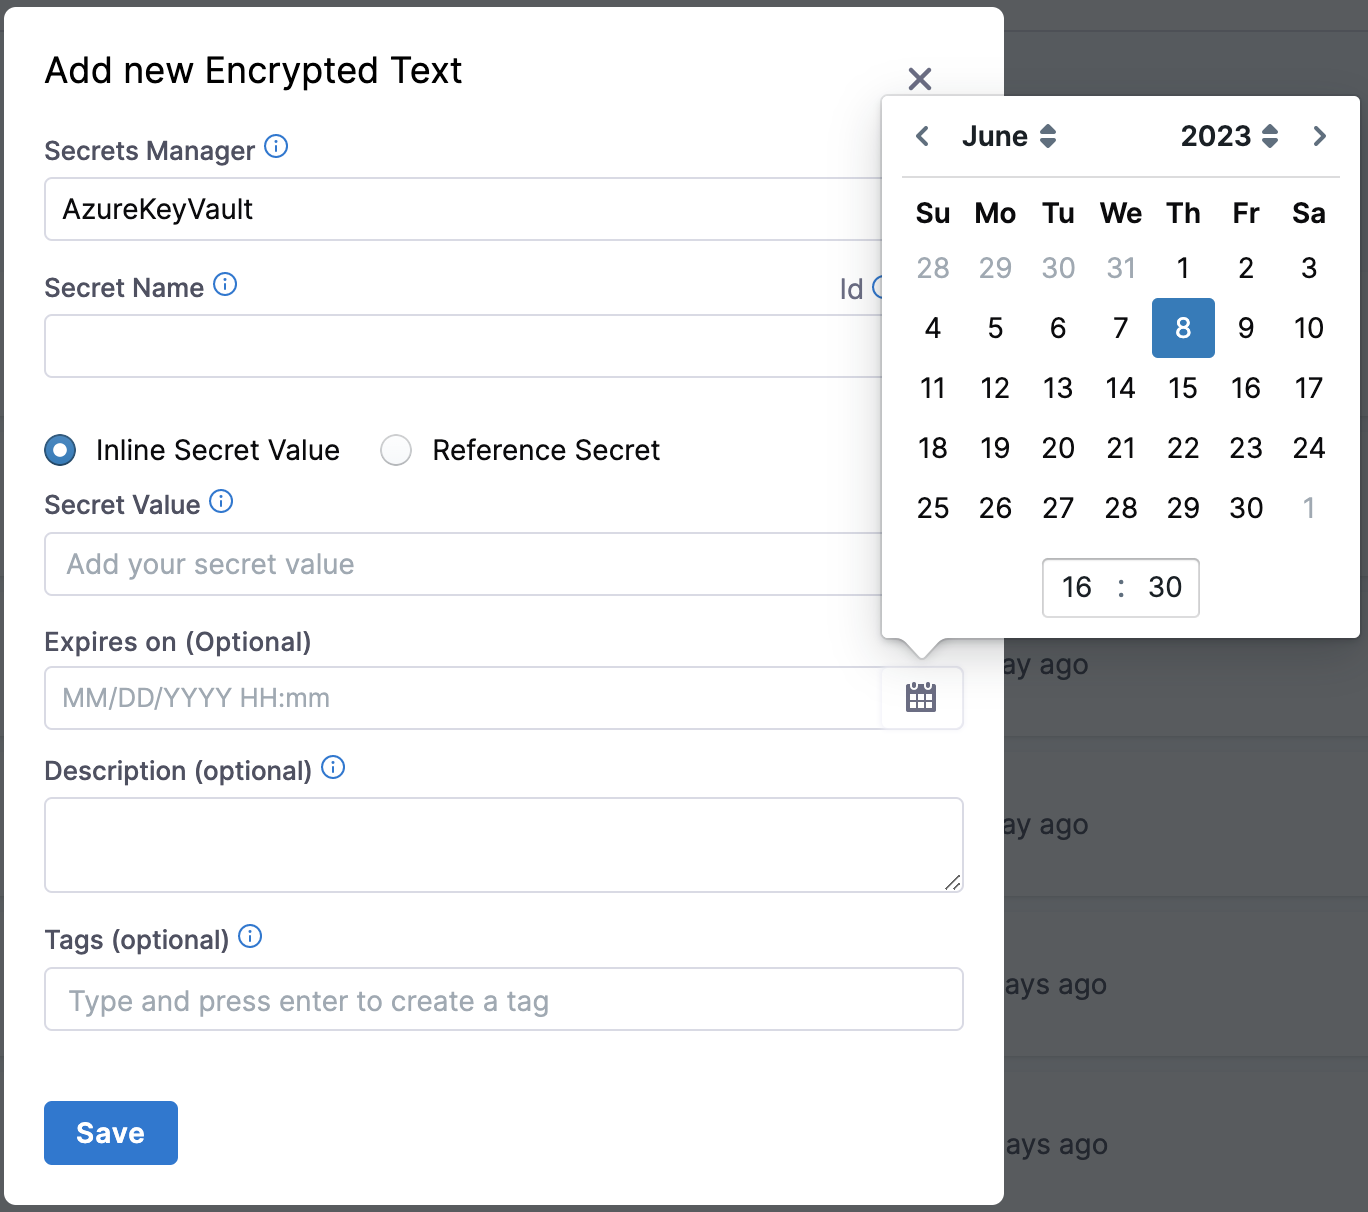 Add new Encrypted Text
Secrets Manager
AzureKeyVault
Secret Name
Id
Inline Secret Value
Reference Secret
Secret Value
Add your secret value
Expires on (Optional)
MM/DD/YYYY HH:mm
Description (optional)
Tags (optional)
Type and press enter to create a tag
Save
June 2023
Su Mo Tu We Th Fr Sa
28 29 30 31 1 2 3
4 5 6 7 8 9 10
11 12 13 14 15 16 17
18 19 20 21 22 23 24
25 26 27 28 29 30 1
16 : 30
ay ago
ay ago
ays ago
ays ago